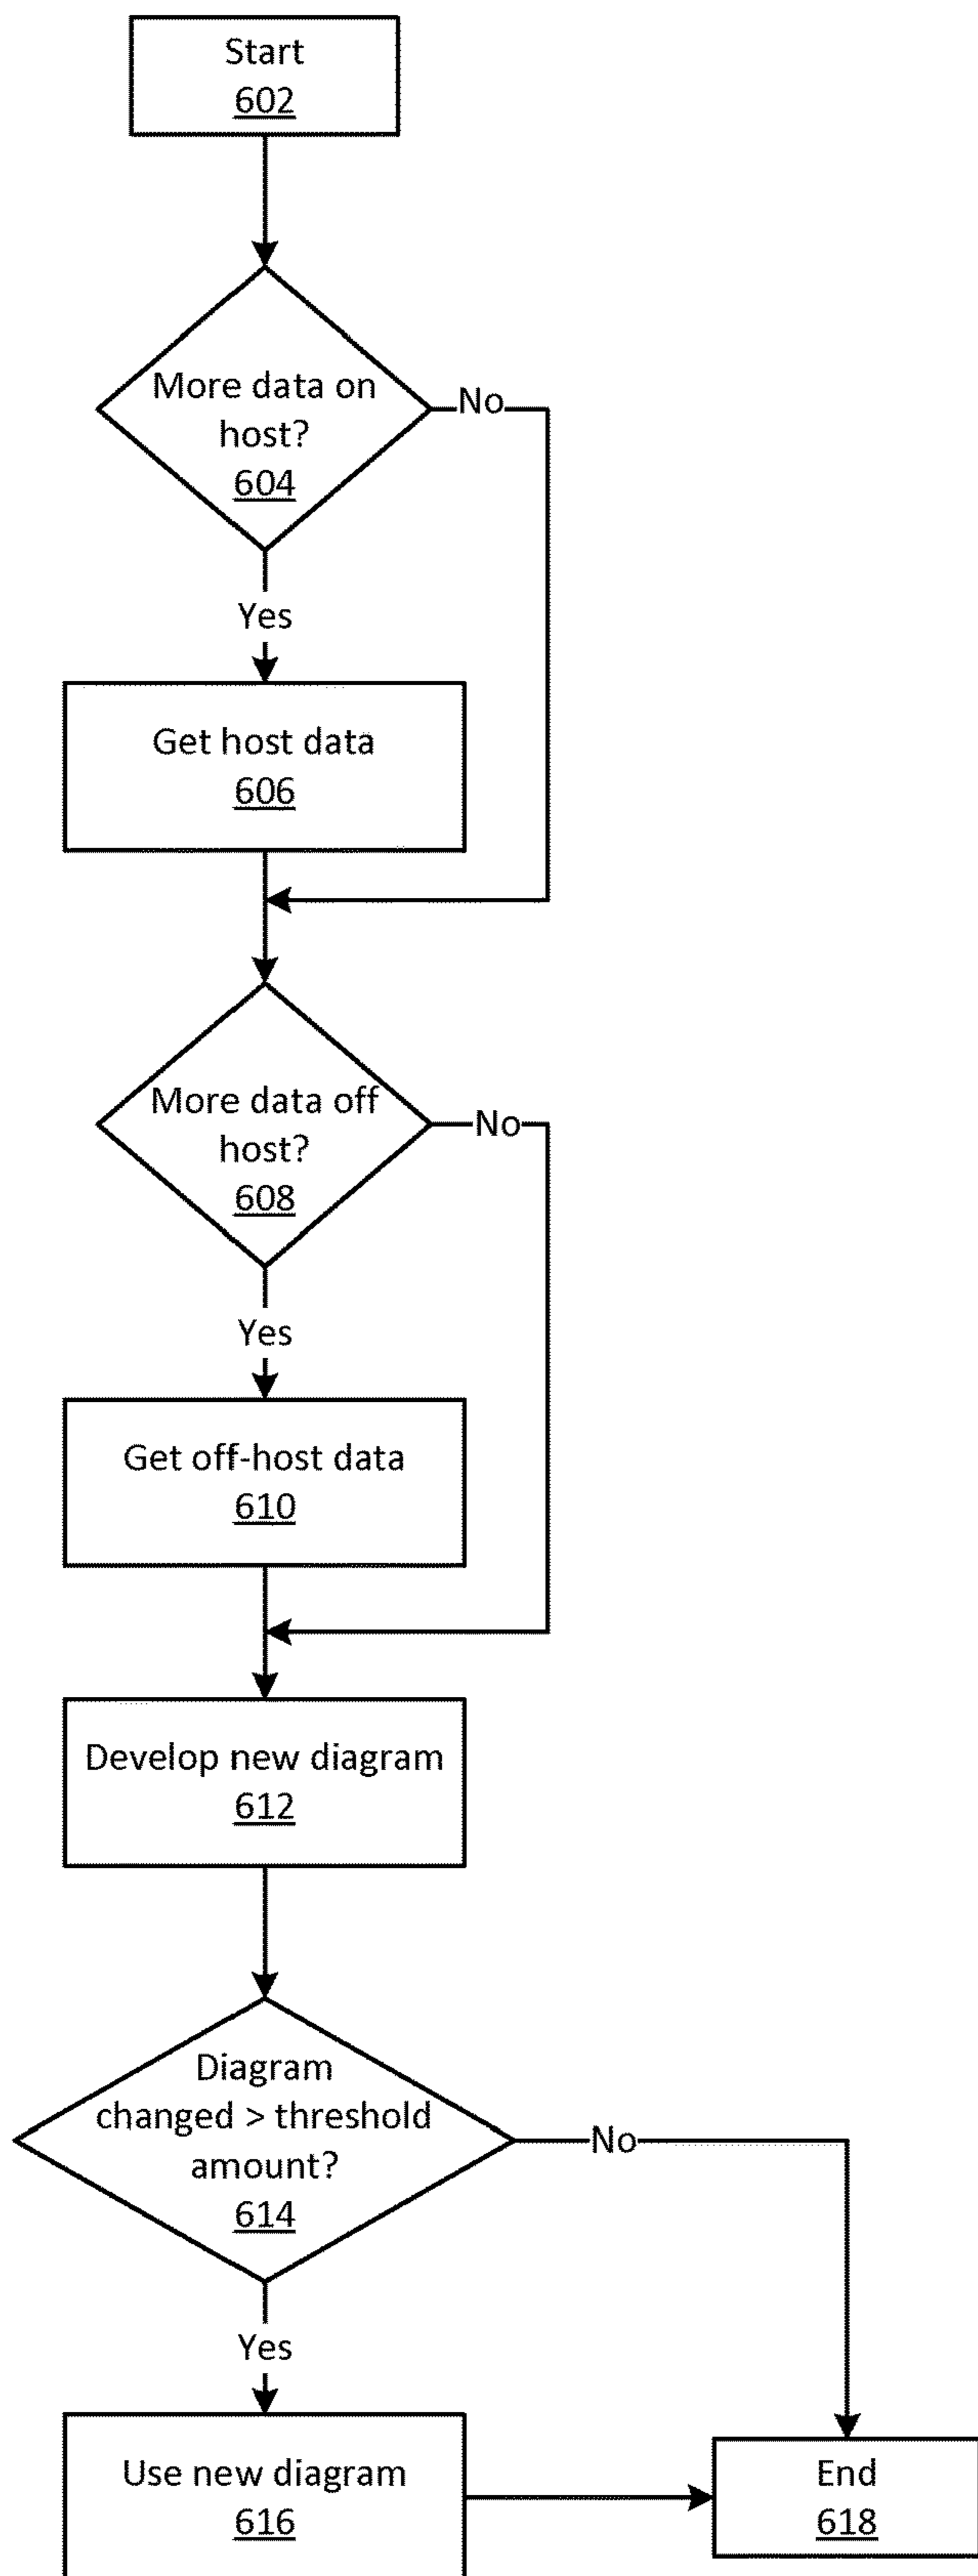 Start
602
More data on
host?
604
No
Yes
Get host data
606
More data off
host?
608
No
Yes
Get off-host data
610
Develop new diagram
612
Diagram
changed > threshold
amount?
614
No
Yes
Use new diagram
616
End
618